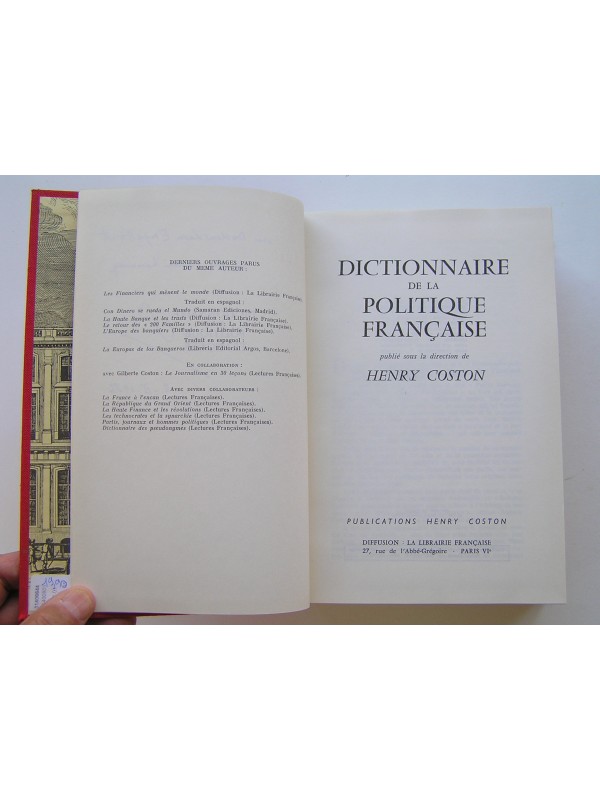 DERNIERS OUVRAGES PARUS
DU MEME AUTEUR :
Les Financiers qui mènent le monde (Diffusion : La Librairie Française
Traduit en espagnol :
Con Dinero se rueda el Mundo (Samaran Ediciones, Madrid).
La Haute Banque et les trusts (Diffusion : La Librairie Française).
Le retour des « 200 Familles » (Diffusion : La Librairie Française).
L'Europe des banquiers (Diffusion : La Librairie Française).
Traduit en espagnol :
La Europa de los Banqueros (Libreria Editorial Argos, Barcelona).
EN COLLABORATION :
avec Gilberte Coston : Le Journalisme en 30 leçons (Lectures Françaises).
AVEC DIVERS COLLABORATEURS :
La France à l'encan (Lectures Françaises).
La République du Grand Orient (Lectures Françaises).
La Haute Finance et les révolutions (Lectures Françaises).
Les technocrates et la synarchie (Lectures Françaises).
Partis, journaux et hommes politiques (Lectures Françaises).
Dictionnaire des pseudonymes (Lectures Françaises).
DICTIONNAIRE
DE LA
POLITIQUE
FRANÇAISE
publié sous la direction de
HENRY COSTON
PUBLICATIONS HENRY COSTON
DIFFUSION - LA LIBRAIRIE FRANÇAISE
27, rue de l'Abbé-Grégoire - PARIS VIe